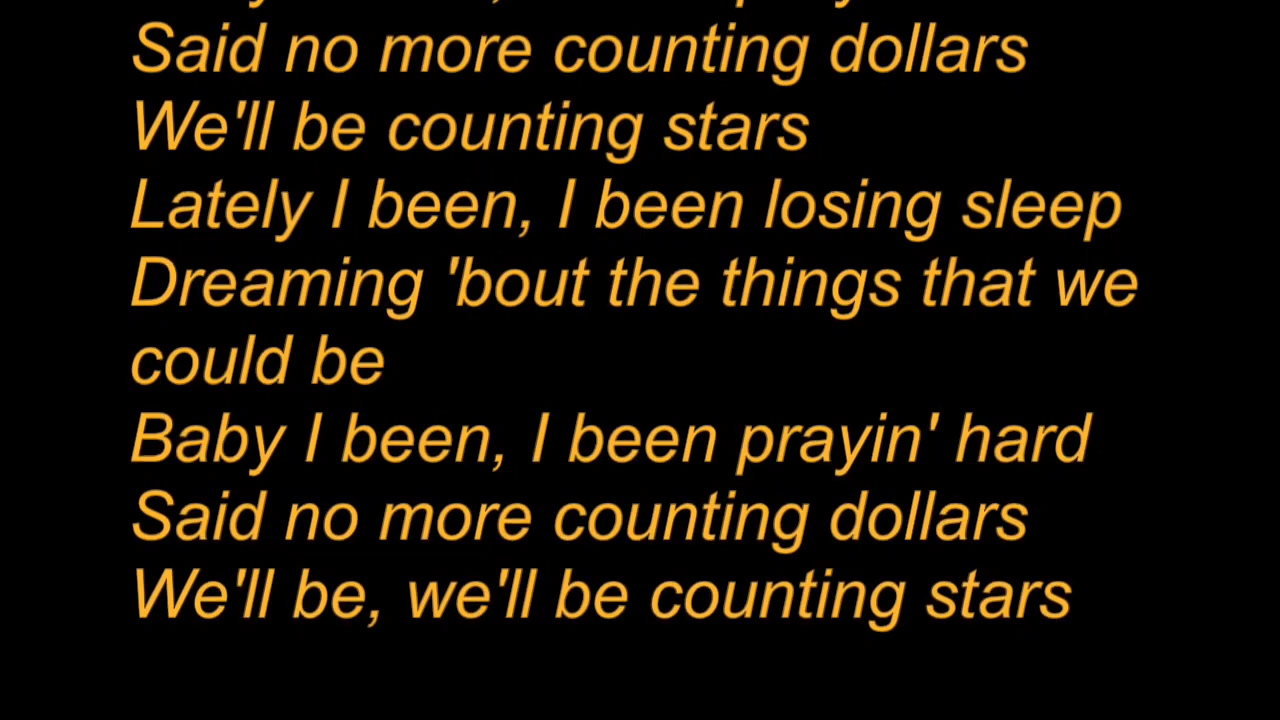 Said no more counting dollars
We'll be counting stars
Lately I been, I been losing sleep
Dreaming 'bout the things that we
could be
Baby I been, I been prayin' hard
Said no more counting dollars
We'll be, we'll be counting stars